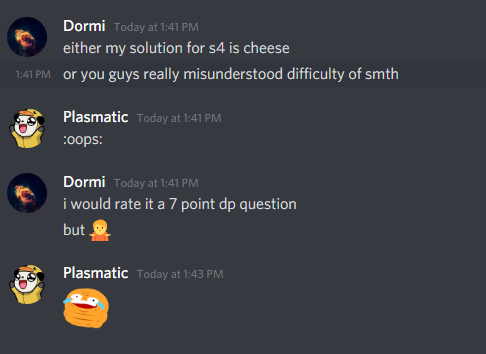 Dormi Today at 1:41 PM
either my solution for s4 is cheese
1:41 PM or you guys really misunderstood difficulty of smth
Plasmatic Today at 1:41 PM
:oops:
Dormi Today at 1:41 PM
i would rate it a 7 point dp question
but 🤷
Plasmatic Today at 1:43 PM